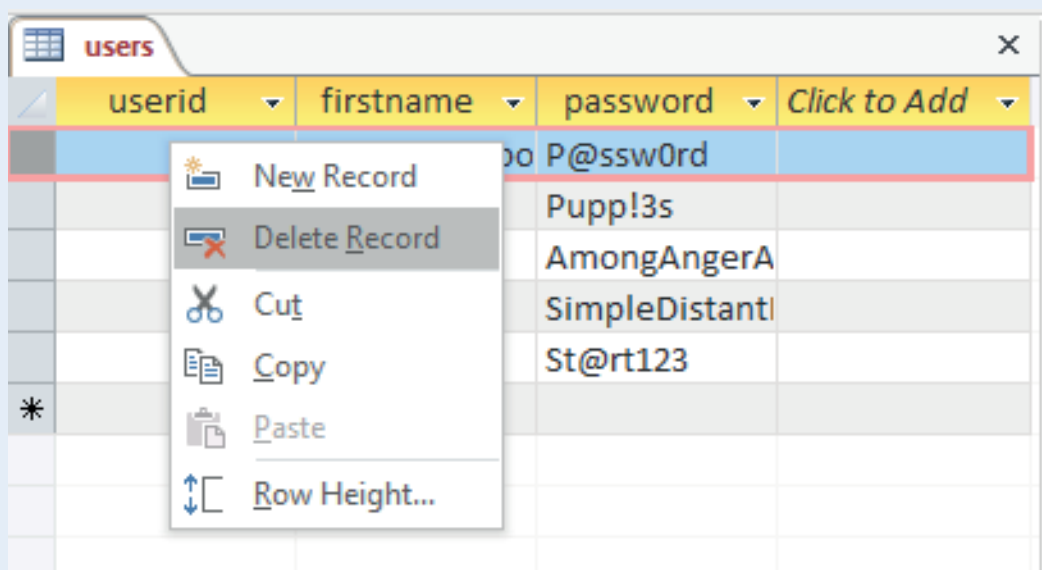 users
userid firstname password Click to Add
P@ssw0rd
New Record
Pupp!3s
Delete Record
AmongAngerA
Cut
SimpleDistant
Copy
St@rt123
Paste
Row Height...